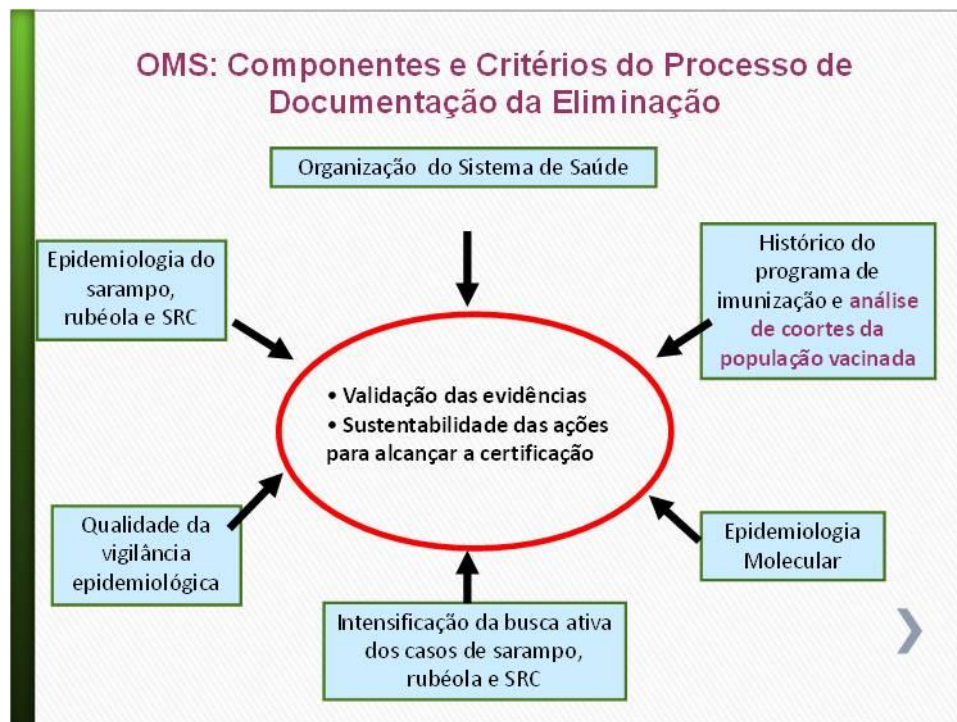 OMS: Componentes e Critérios do Processo de
Documentação da Eliminação
Organização do Sistema de Saúde
Epidemiologia do
sarampo,
rubéola e SRC
Histórico do
programa de
imunização e análise
de coortes da
população vacinada
• Validação das evidências
• Sustentabilidade das ações
para alcançar a certificação
Qualidade da
vigilância
epidemiológica
Epidemiologia
Molecular
Intensificação da busca ativa
dos casos de sarampo,
rubéola e SRC